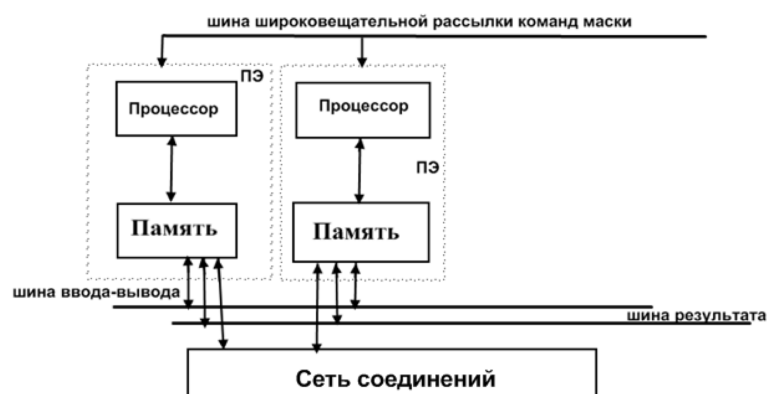 шина широковещательной рассылки команд маски
ПЭ
Процессор
Процессор
ПЭ
Память
Память
шина ввода-вывода
шина результата
Сеть соединений